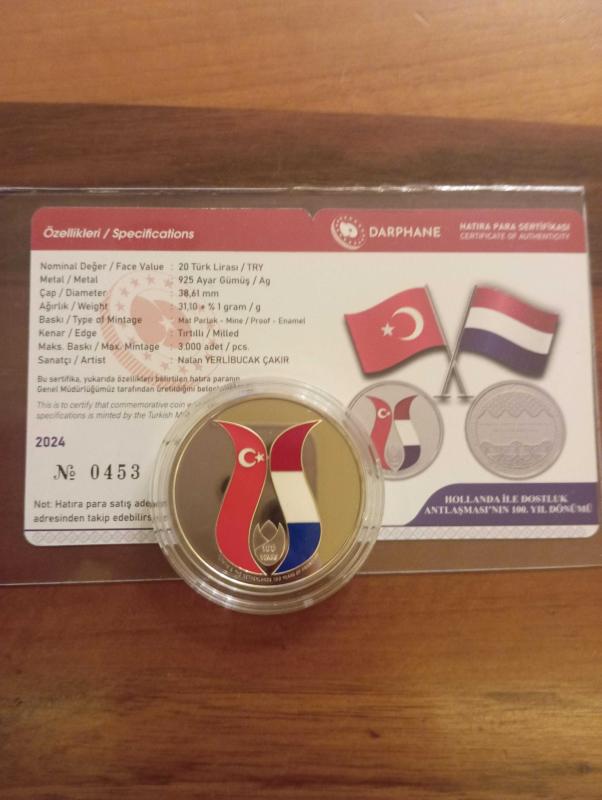 Özellikleri / Specifications
DARPHANE
HATIRA PARA SERTİFİKASI
CERTIFICATE OF AUTHENTICITY
Nominal Değer / Face Value : 20 Türk Lirası / TRY
Metal / Metal : 925 Ayar Gümüş / Ag
Çap / Diameter : 38,61 mm
Ağırlık / Weight : 31,10 ± % 1 gram / g
Baskı / Type of Mintage : Mat Parlak - Mine / Proof - Enamel
Kenar / Edge : Tırtıllı / Milled
Maks. Baskı / Max. Mintage : 3.000 adet / pcs.
Sanatçı / Artist : Nalan YERLİBUCAK ÇAKIR
Bu sertifika, yukarıda özellikleri belirtilen hatıra paranın
Genel Müdürlüğümüz tarafından üretildiğini
This is to certify that commemorative coin
specifications is minted by the Turkish
2024
№ 0453
Not: Hatıra para satış
adresinden takip
HOLLANDA İLE DOSTLUK
ANTLAŞMASI'NIN 100. YIL DÖNÜMÜ
100
NETHERLANDS 100 YEARS OF